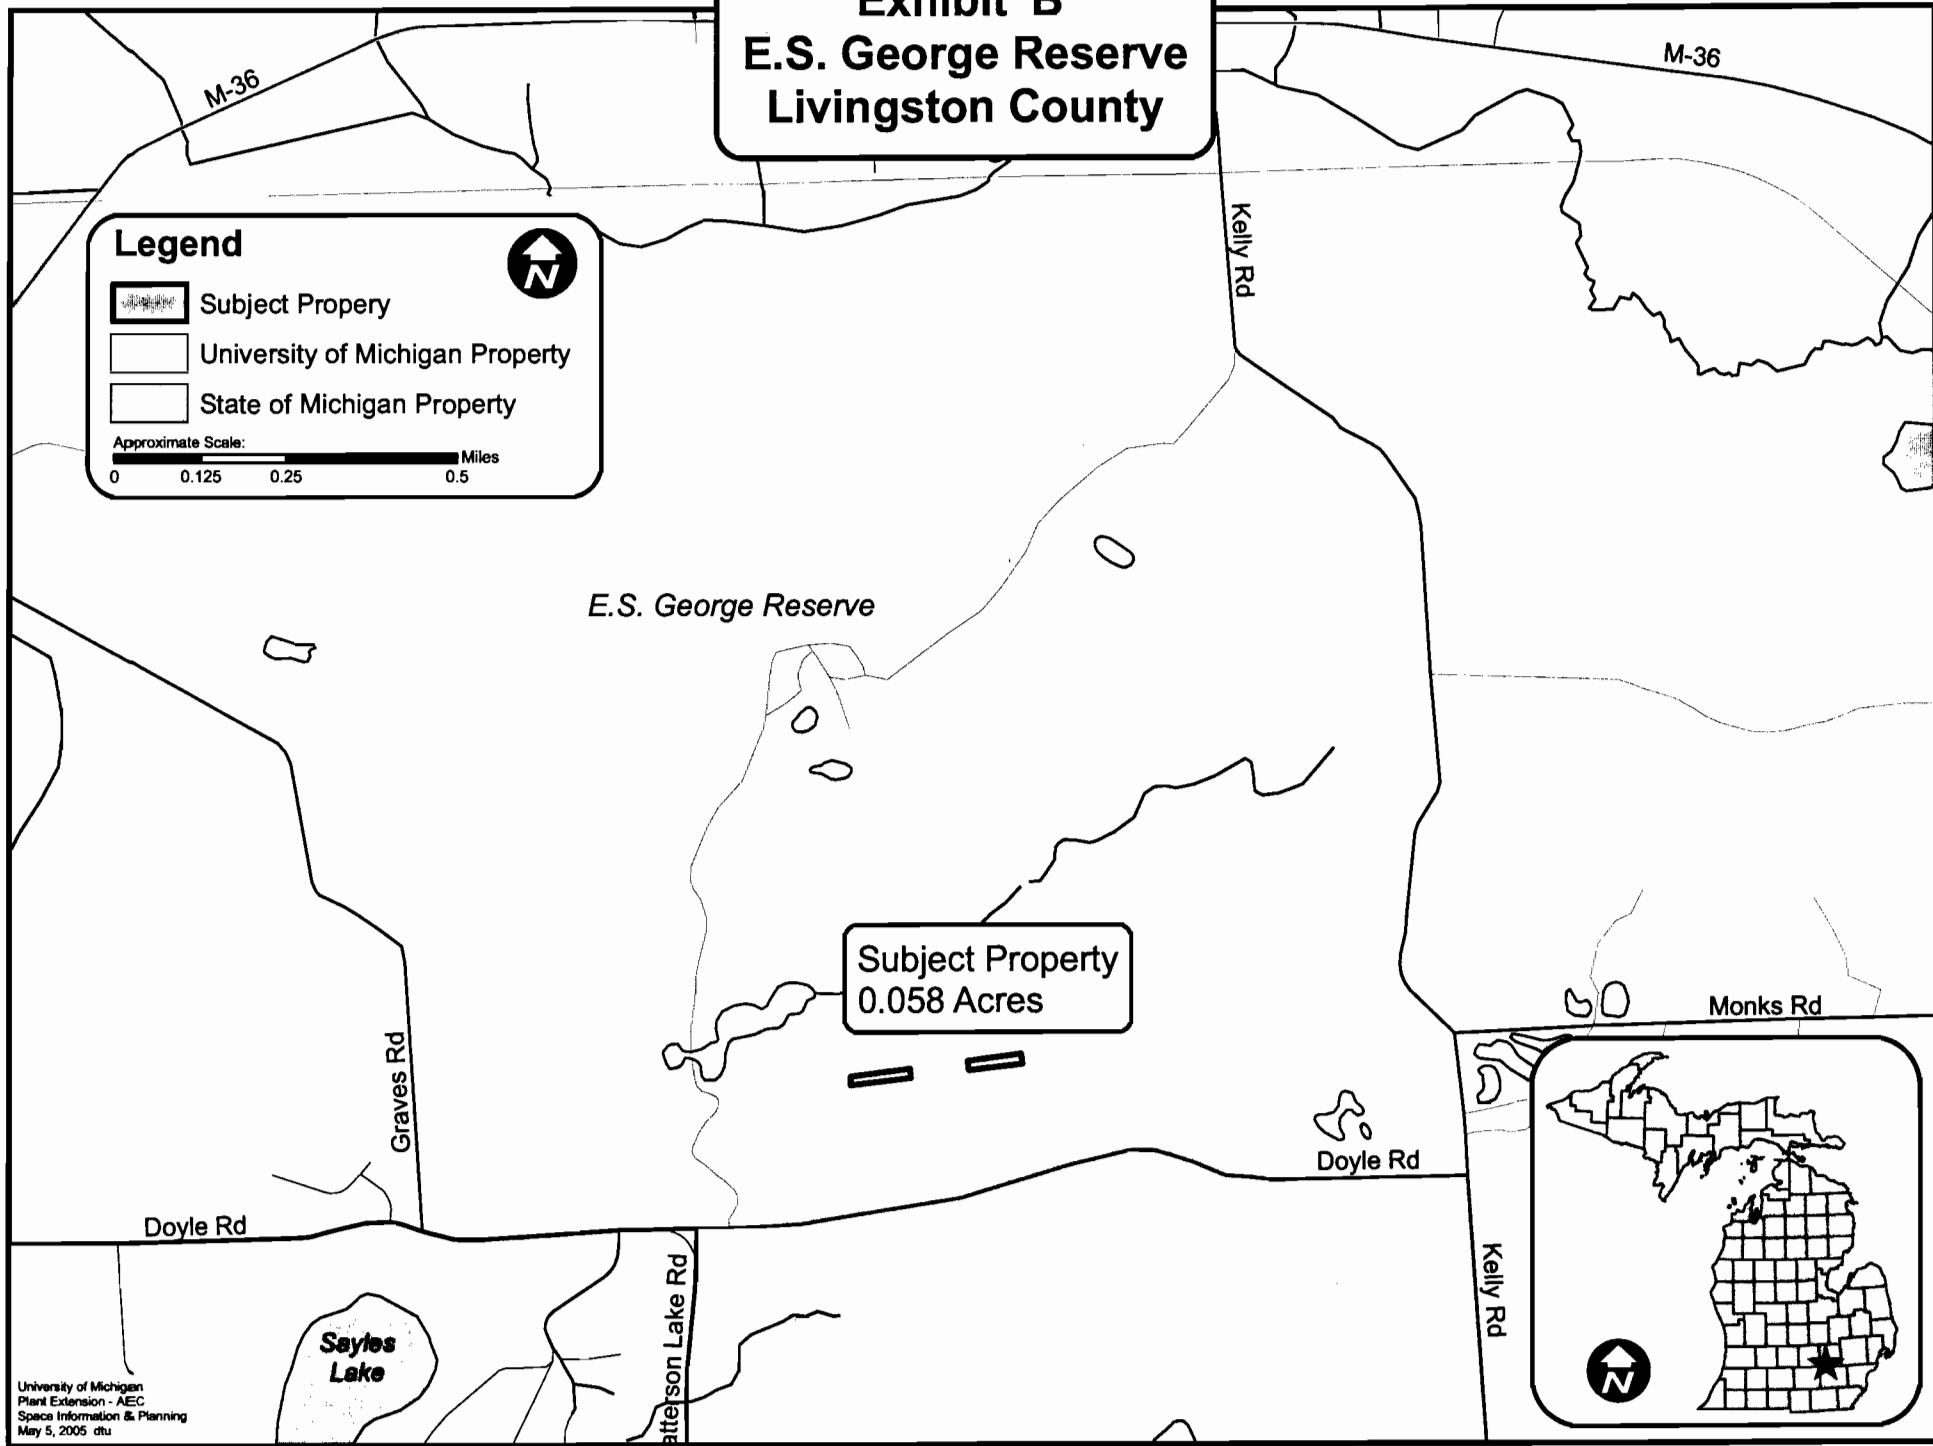 Exhibit B
E.S. George Reserve
Livingston County
M-36
M-36
Legend
N
Subject Propery
University of Michigan Property
State of Michigan Property
Approximate Scale:
Miles
0 0.125 0.25 0.5
Kelly Rd
E.S. George Reserve
Subject Property
0.058 Acres
Monks Rd
Graves Rd
Doyle Rd
Doyle Rd
Kelly Rd
atterson Lake Rd
Sayles
Lake
N
University of Michigan
Plant Extension - AEC
Space Information & Planning
May 5, 2005 dtu